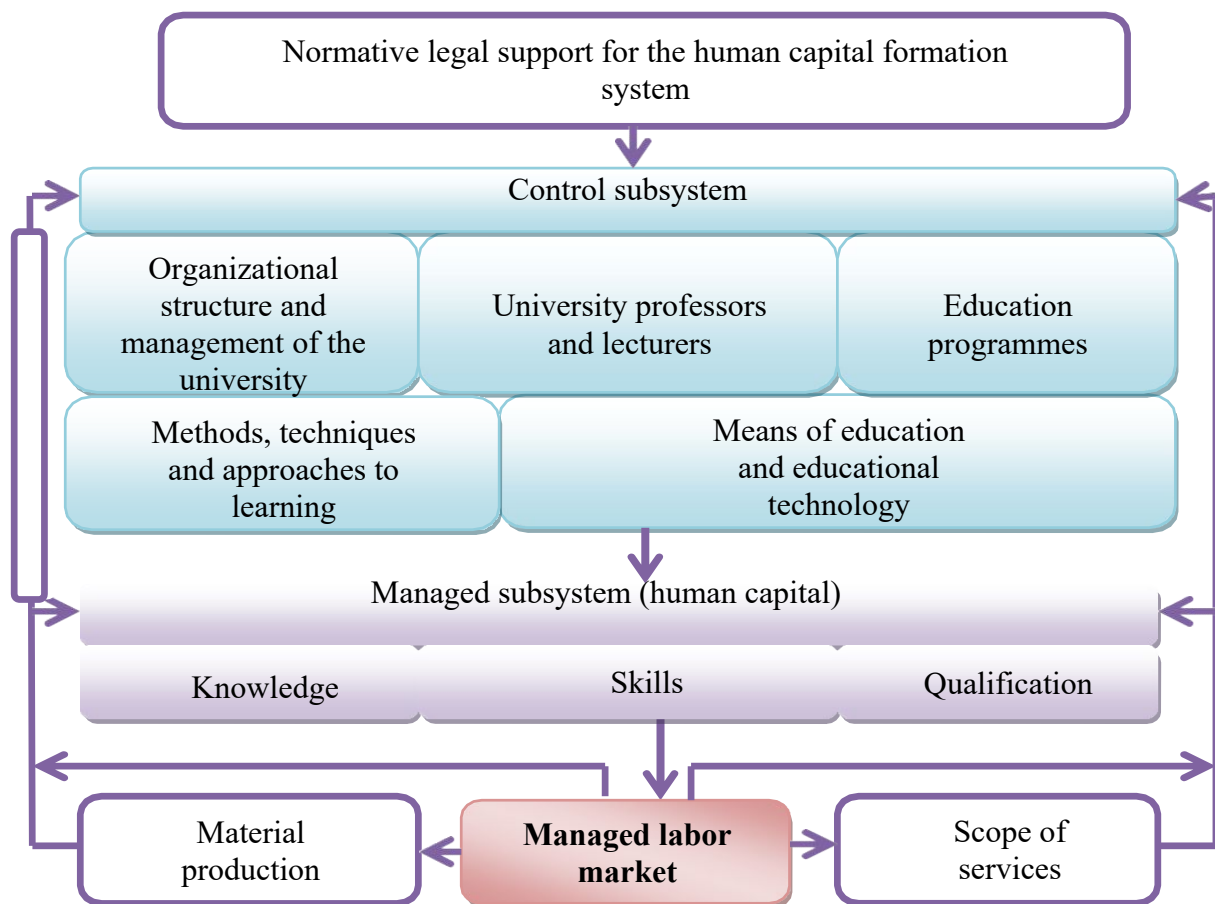 Normative legal support for the human capital formation
system
Control subsystem
Organizational
structure and
management of the
university
University professors
and lecturers
Education
programmes
Methods, techniques
and approaches to
learning
Means of education
and educational
technology
Managed subsystem (human capital)
Knowledge
Skills
Qualification
Material
production
Managed labor
market
Scope of
services